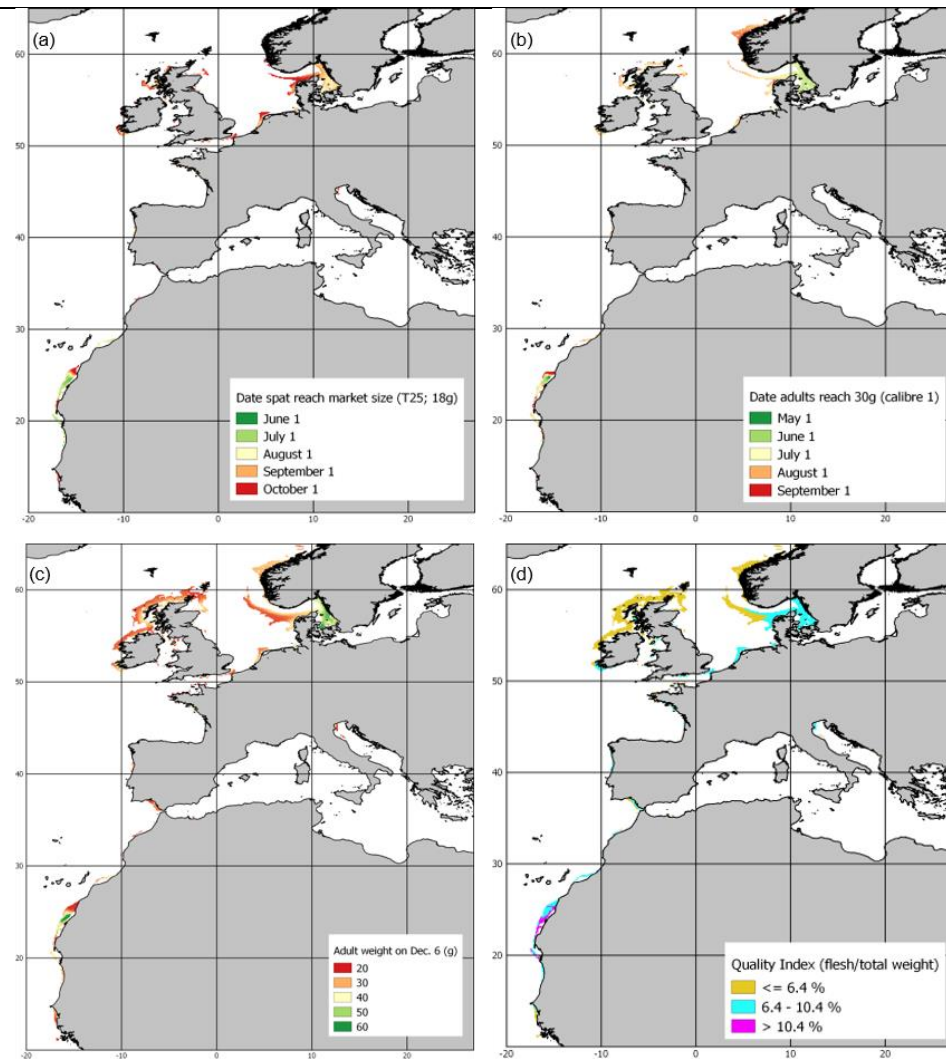 (a)
60
50
40
30
20
Date spat reach market size (T25; 18g)
June 1
July 1
August 1
September 1
October 1
-20 -10 0 10 20
(b)
60
50
40
30
20
Date adults reach 30g (calibre 1)
May 1
June 1
July 1
August 1
September 1
-20 -10 0 10 20
(c)
60
50
40
30
20
Adult weight on Dec. 6 (g)
20
30
40
50
60
-20 -10 0 10 20
(d)
60
50
40
30
20
Quality Index (flesh/total weight)
<= 6.4 %
6.4 - 10.4 %
> 10.4 %
-20 -10 0 10 20